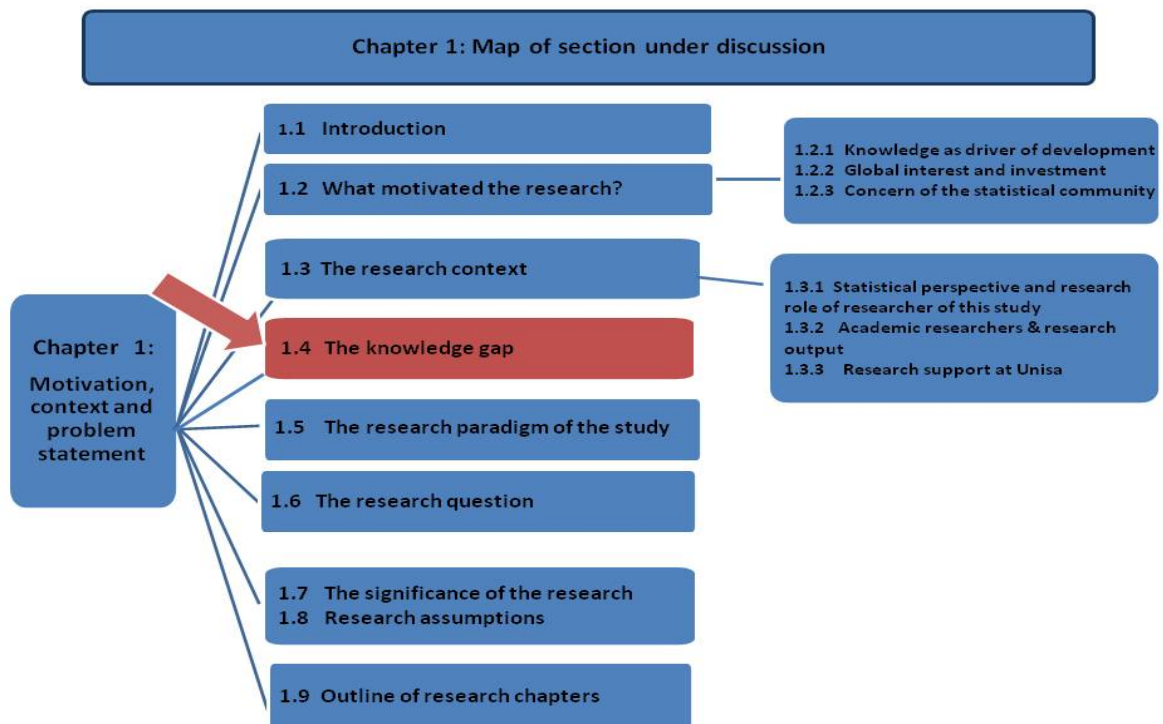 Chapter 1: Map of section under discussion
Chapter 1:
Motivation,
context and
problem
statement
1.1 Introduction
1.2 What motivated the research?
1.2.1 Knowledge as driver of development
1.2.2 Global interest and investment
1.2.3 Concern of the statistical community
1.3 The research context
1.3.1 Statistical perspective and research
role of researcher of this study
1.3.2 Academic researchers & research
output
1.3.3 Research support at Unisa
1.4 The knowledge gap
1.5 The research paradigm of the study
1.6 The research question
1.7 The significance of the research
1.8 Research assumptions
1.9 Outline of research chapters